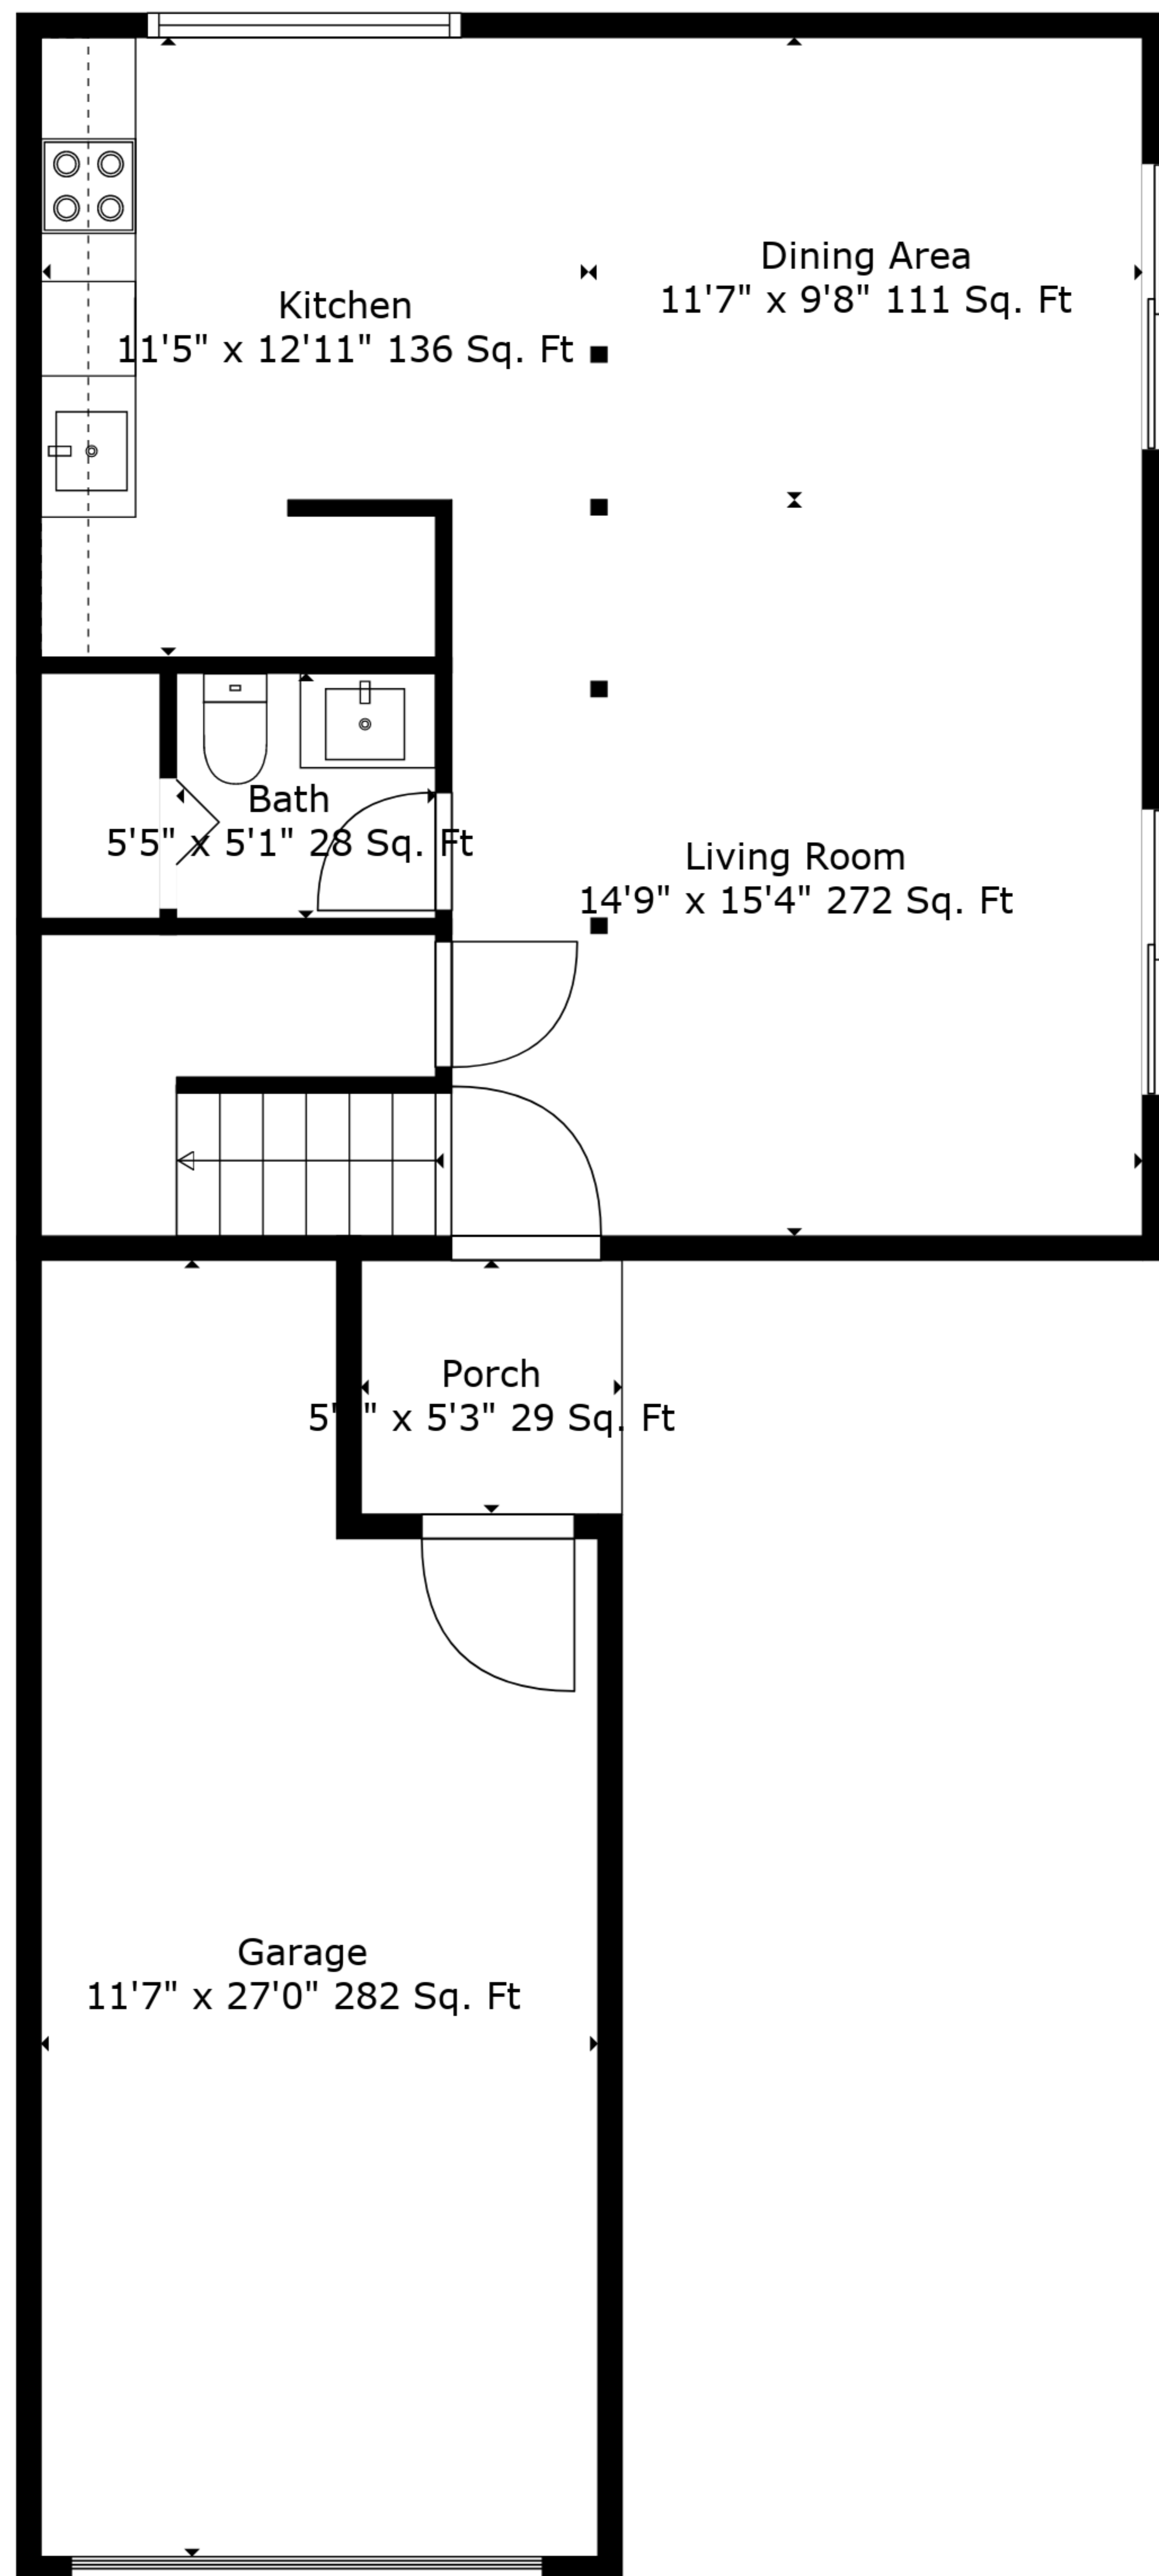 Dining Area
11'7" x 9'8" 111 Sq. Ft
Kitchen
11'5" x 12'11" 136 Sq. Ft
Bath
5'5" x 5'1" 28 Sq. Ft
Living Room
14'9" x 15'4" 272 Sq. Ft
Porch
x 5'3" 29 Sq. Ft
Garage
11'7" x 27'0" 282 Sq. Ft